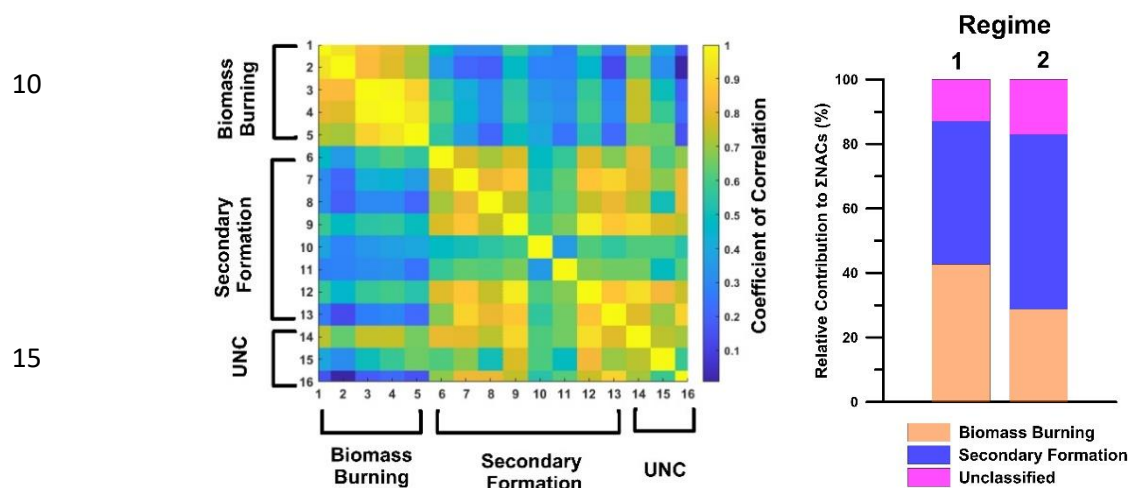 10
15
Biomass
Burning
Secondary
Formation
UNC
1
2
3
4
5
6
7
8
9
10
11
12
13
14
15
16
1 2 3 4 5 6 7 8 9 10 11 12 13 14 15 16
Biomass
Burning
Secondary
Formation
UNC
1
0.9
0.8
0.7
0.6
0.5
0.4
0.3
0.2
0.1
Coefficient of Correlation
Regime
1 2
Relative Contribution to ΣNACs (%)
100
80
60
40
20
0
Biomass Burning
Secondary Formation
Unclassified